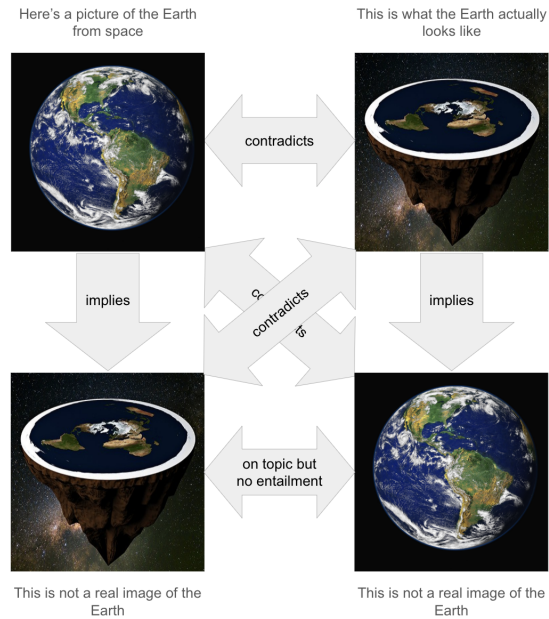 Here's a picture of the Earth
from space
This is what the Earth actually
looks like
contradicts
implies
contradicts
implies
on topic but
no entailment
This is not a real image of the
Earth
This is not a real image of the
Earth